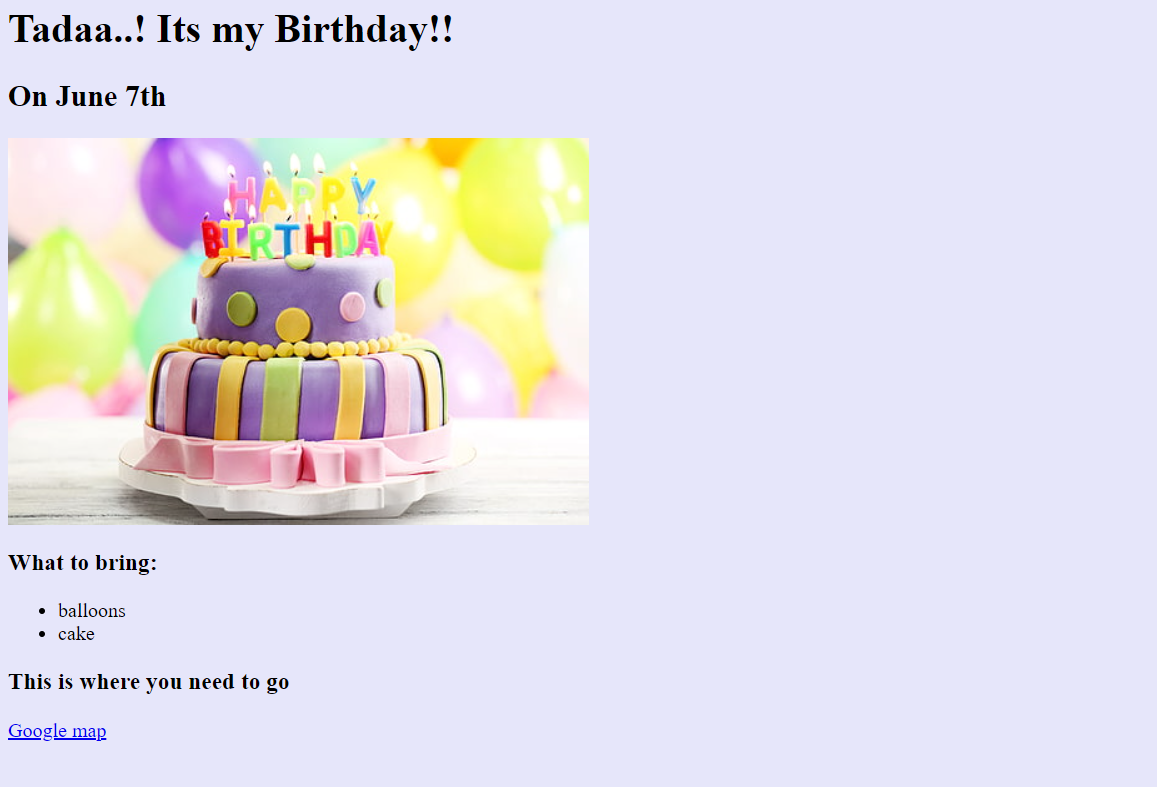 Tadaa..! Its my Birthday!!
On June 7th
HAPPY
BIRTHDAY
What to bring:
balloons
cake
This is where you need to go
Google map